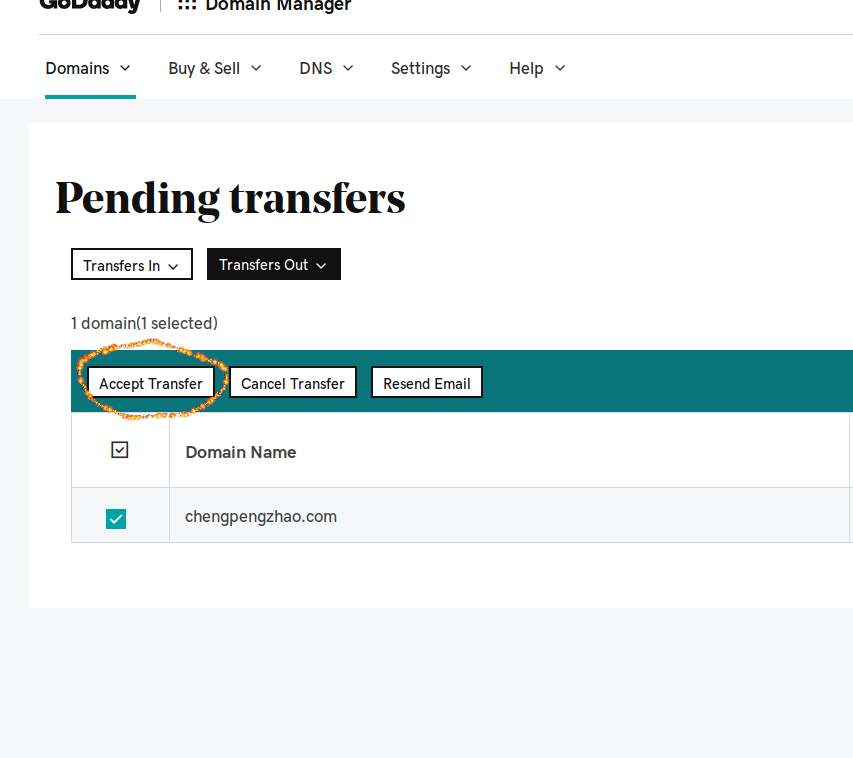 GoDaddy Domain Manager
Domains Buy & Sell DNS Settings Help
Pending transfers
Transfers In Transfers Out
1 domain(1 selected)
Accept Transfer Cancel Transfer Resend Email
Domain Name
chengpengzhao.com